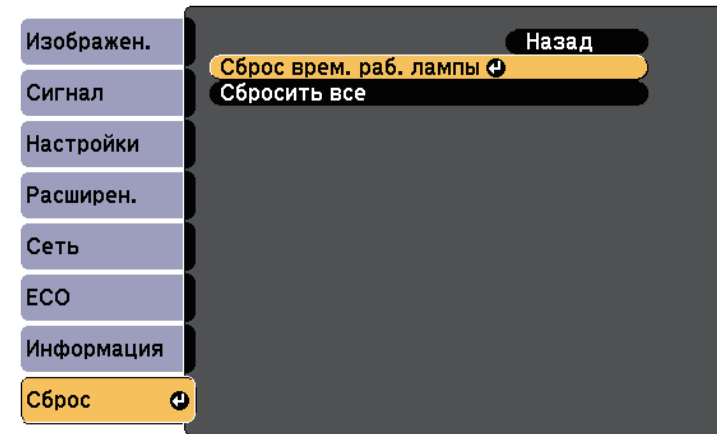 Изображен.
Сигнал
Настройки
Расширен.
Сеть
ECO
Информация
Сброс
Назад
Сброс врем. раб. лампы
Сбросить все